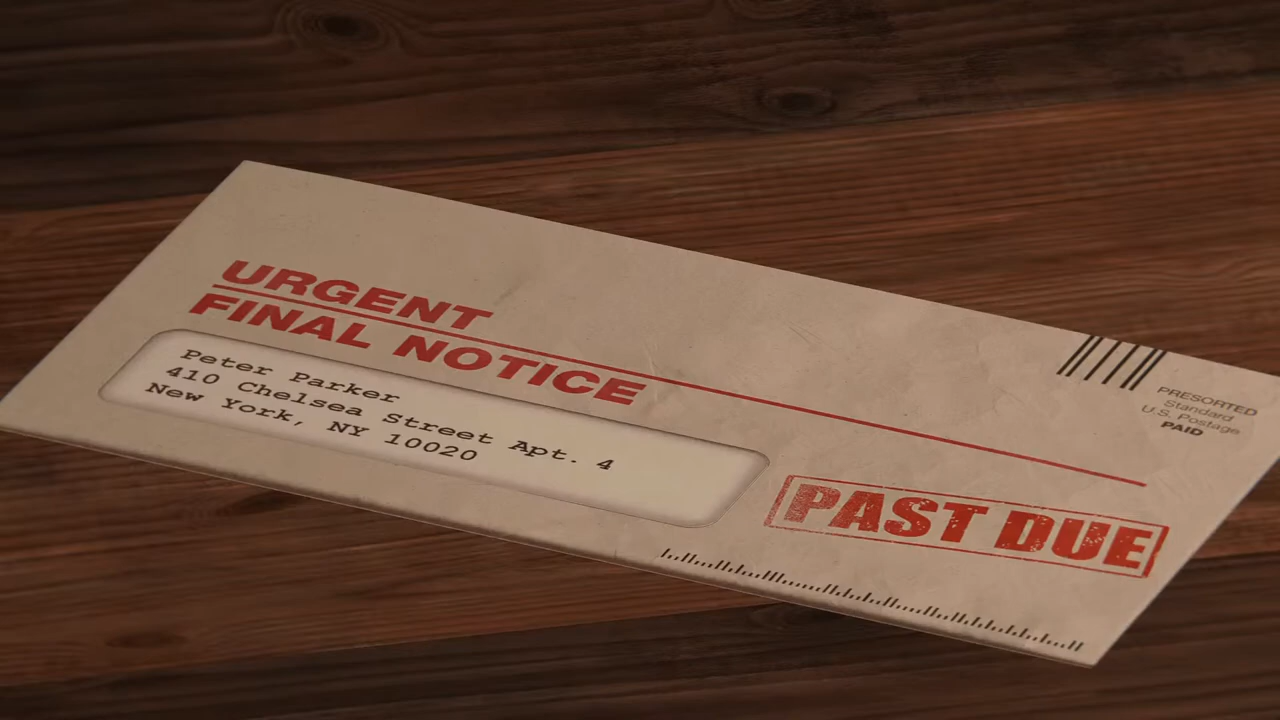 URGENT
FINAL NOTICE
Peter Parker
410 Chelsea Street Apt. 4
New York, NY 10020
PRESORTED
Standard
U.S. Postage
PAID
PAST DUE